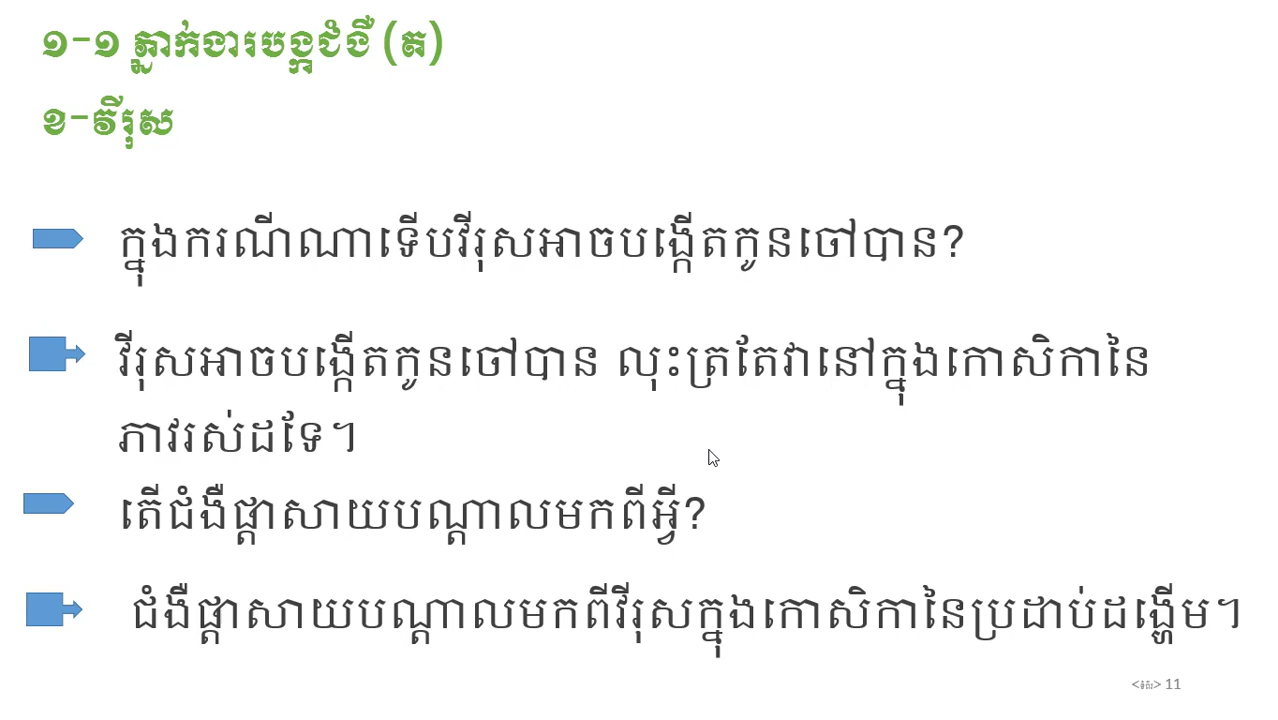 ១-១ ភ្នាក់ងារបង្កជំងឺ (ត)
ខ-វីរុស
ក្នុងករណីណាទើបវីរុសអាចបង្កើតកូនចៅបាន?
វីរុសអាចបង្កើតកូនចៅបាន លុះត្រតែវានៅក្នុងកោសិកានៃ
ភាវរស់ដទែ។
តើជំងឺផ្តាសាយបណ្តាលមកពីអ្វី?
ជំងឺផ្តាសាយបណ្តាលមកពីវីរុសក្នុងកោសិកានៃប្រដាប់ដង្ហើម។
11